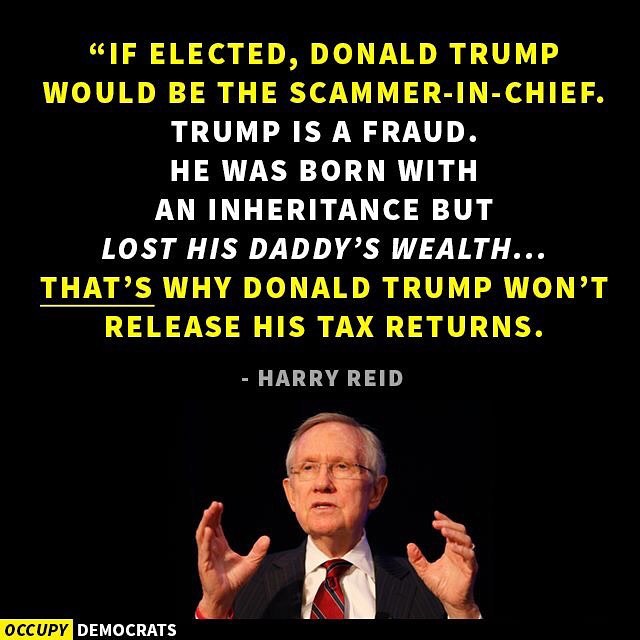 “IF ELECTED, DONALD TRUMP
WOULD BE THE SCAMMER-IN-CHIEF.
TRUMP IS A FRAUD.
HE WAS BORN WITH
AN INHERITANCE BUT
LOST HIS DADDY’S WEALTH...
THAT’S WHY DONALD TRUMP WON’T
RELEASE HIS TAX RETURNS.
- HARRY REID
OCCUPY DEMOCRATS